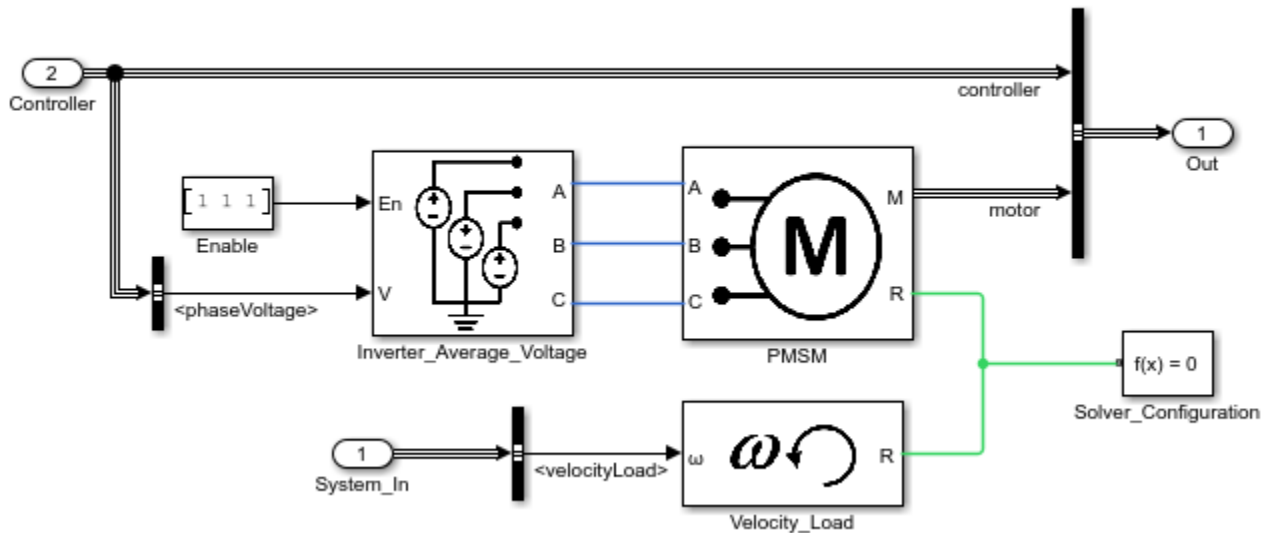 2
Controller
controller
1
Out
[1 1 1]
Enable
En
V
A
B
C
<phaseVoltage>
Inverter_Average_Voltage
A
B
C
M
M
R
motor
PMSM
f(x) = 0
Solver_Configuration
1
System_In
<velocityLoad>
ω
ω
R
Velocity_Load